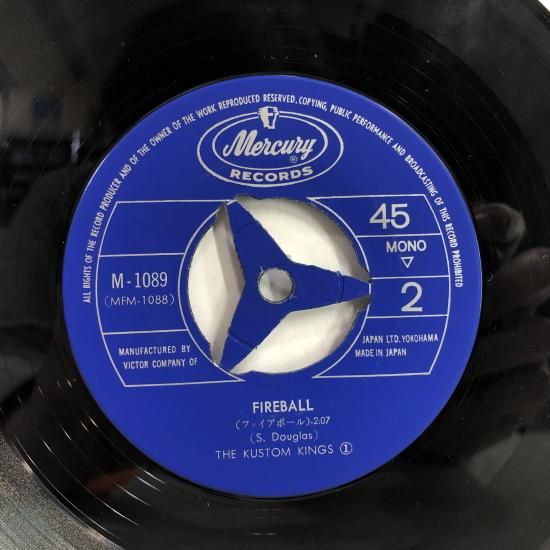 ALL RIGHTS OF THE RECORD PRODUCER AND OF THE OWNER OF THE WORK REPRODUCED RESERVED. COPYING, PUBLIC PERFORMANCE AND BROADCASTING OF THIS RECORD PROHIBITED
Mercury ®
RECORDS
45
MONO
▽
2
M-1089
(MFM-1088)
MANUFACTURED BY
VICTOR COMPANY OF
JAPAN LTD. YOKOHAMA
MADE IN JAPAN
FIREBALL
(ファイアボール)-2:07
(S. Douglas)
THE KUSTOM KINGS ①